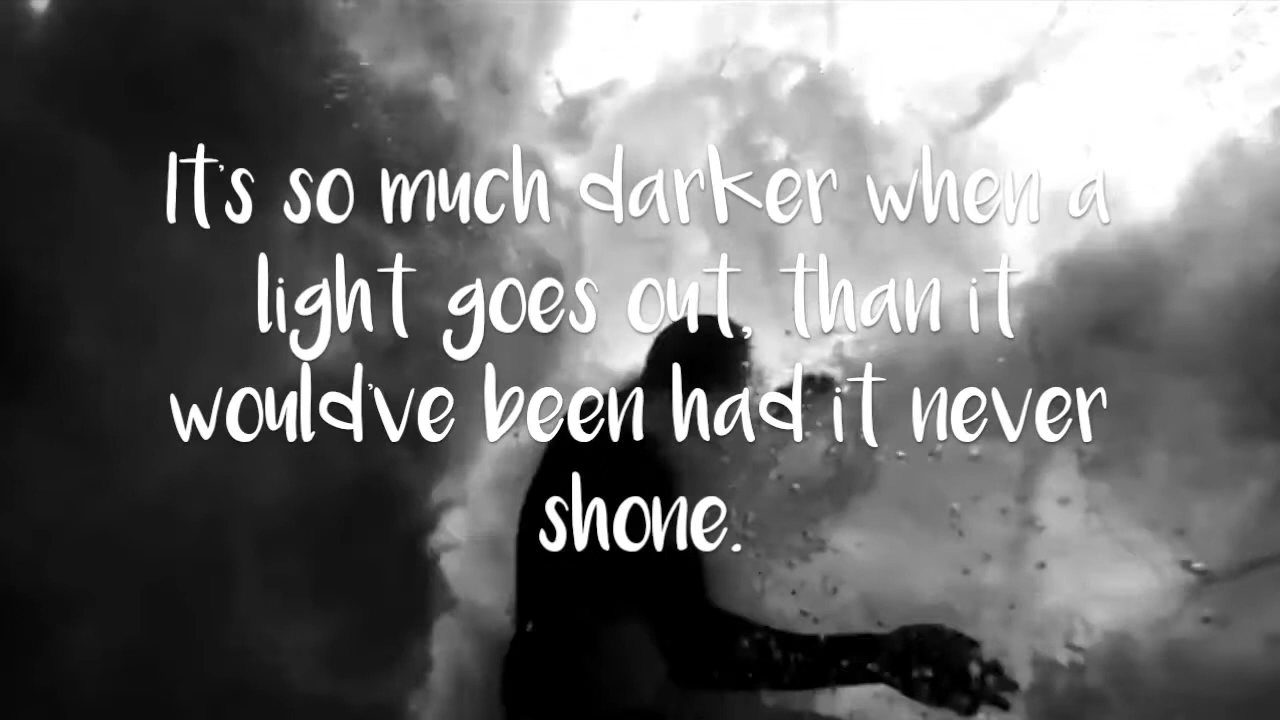 It's so much darker when a
light goes out, than it
would've been had it never
shone.